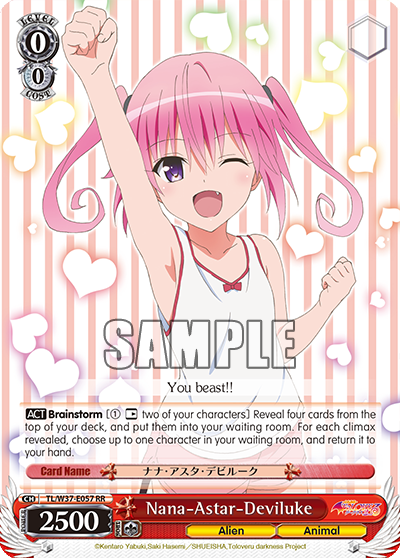 LEVEL
0
0
COST
SAMPLE
You beast!!
ACT Brainstorm [① two of your characters] Reveal four cards from the
top of your deck, and put them into your waiting room. For each climax
revealed, choose up to one character in your waiting room, and return it to
your hand.
Card Name ナナ・アスタ・デビルーク
CH TL/W37-E057 RR
POWER 2500 SOUL Nana-Astar-Deviluke
Alien Animal
©Kentaro Yabuki,Saki Hasemi／SHUEISHA,Toloveru darkness Project